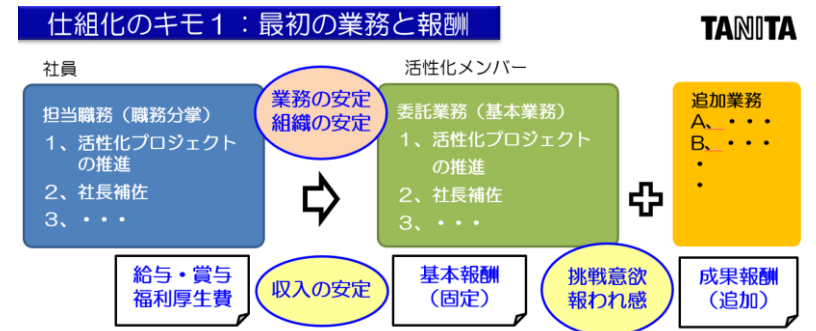 仕組化のキモ1：最初の業務と報酬
TANITA
社員
活性化メンバー
担当職務（職務分掌）
1、活性化プロジェクト
の推進
2、社長補佐
3、・・・
業務の安定
組織の安定
委託業務（基本業務）
1、活性化プロジェクト
の推進
2、社長補佐
3、・・・
追加業務
A、・・・
B、・・・
・
・
給与・賞与
福利厚生費
収入の安定
基本報酬
（固定）
挑戦意欲
報われ感
成果報酬
（追加）